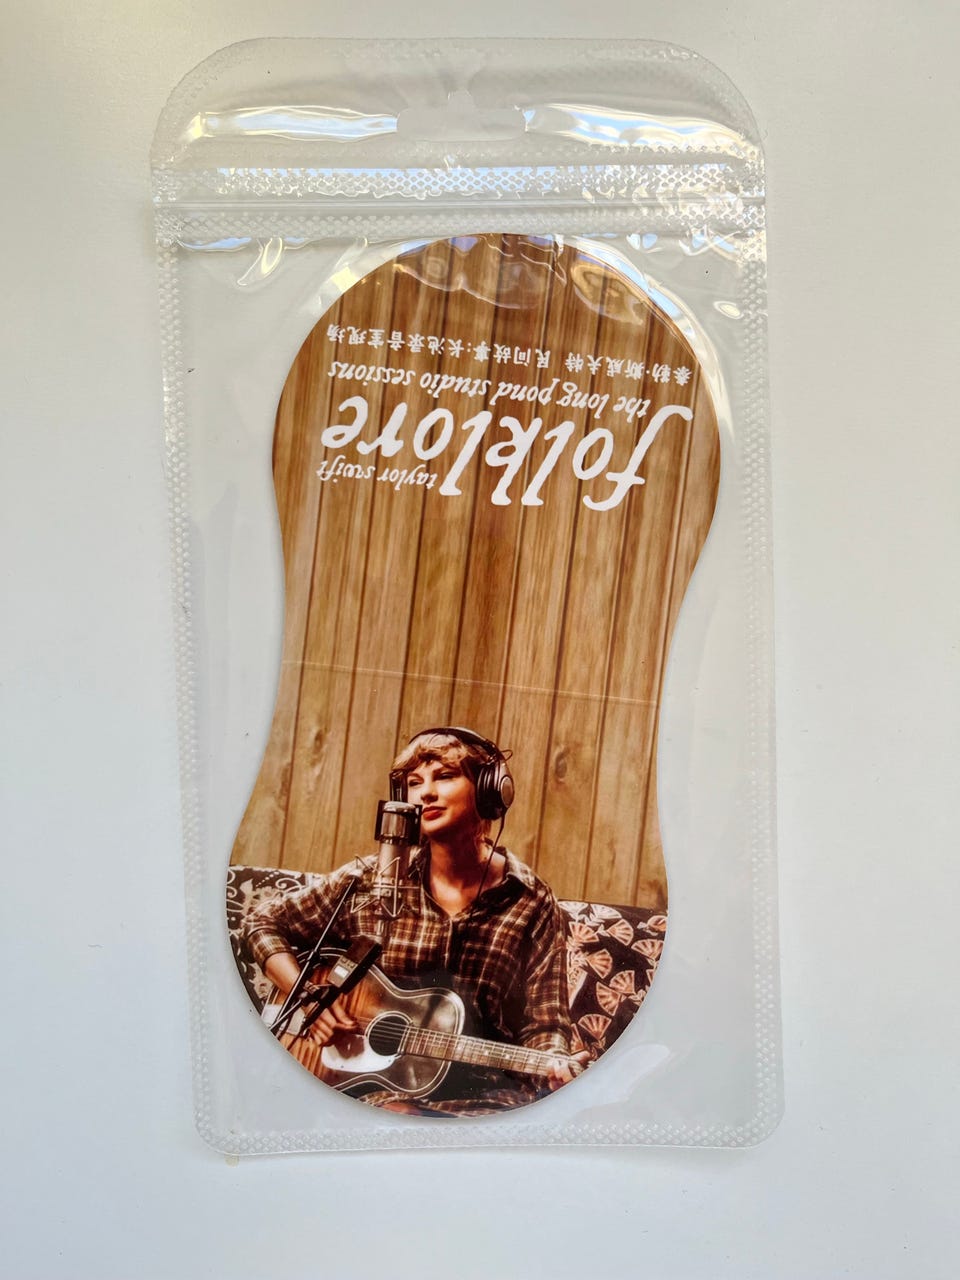 taylor swift
folklore
the long pond studio sessions
泰勒·斯威夫特 民间故事:长池录音室现场